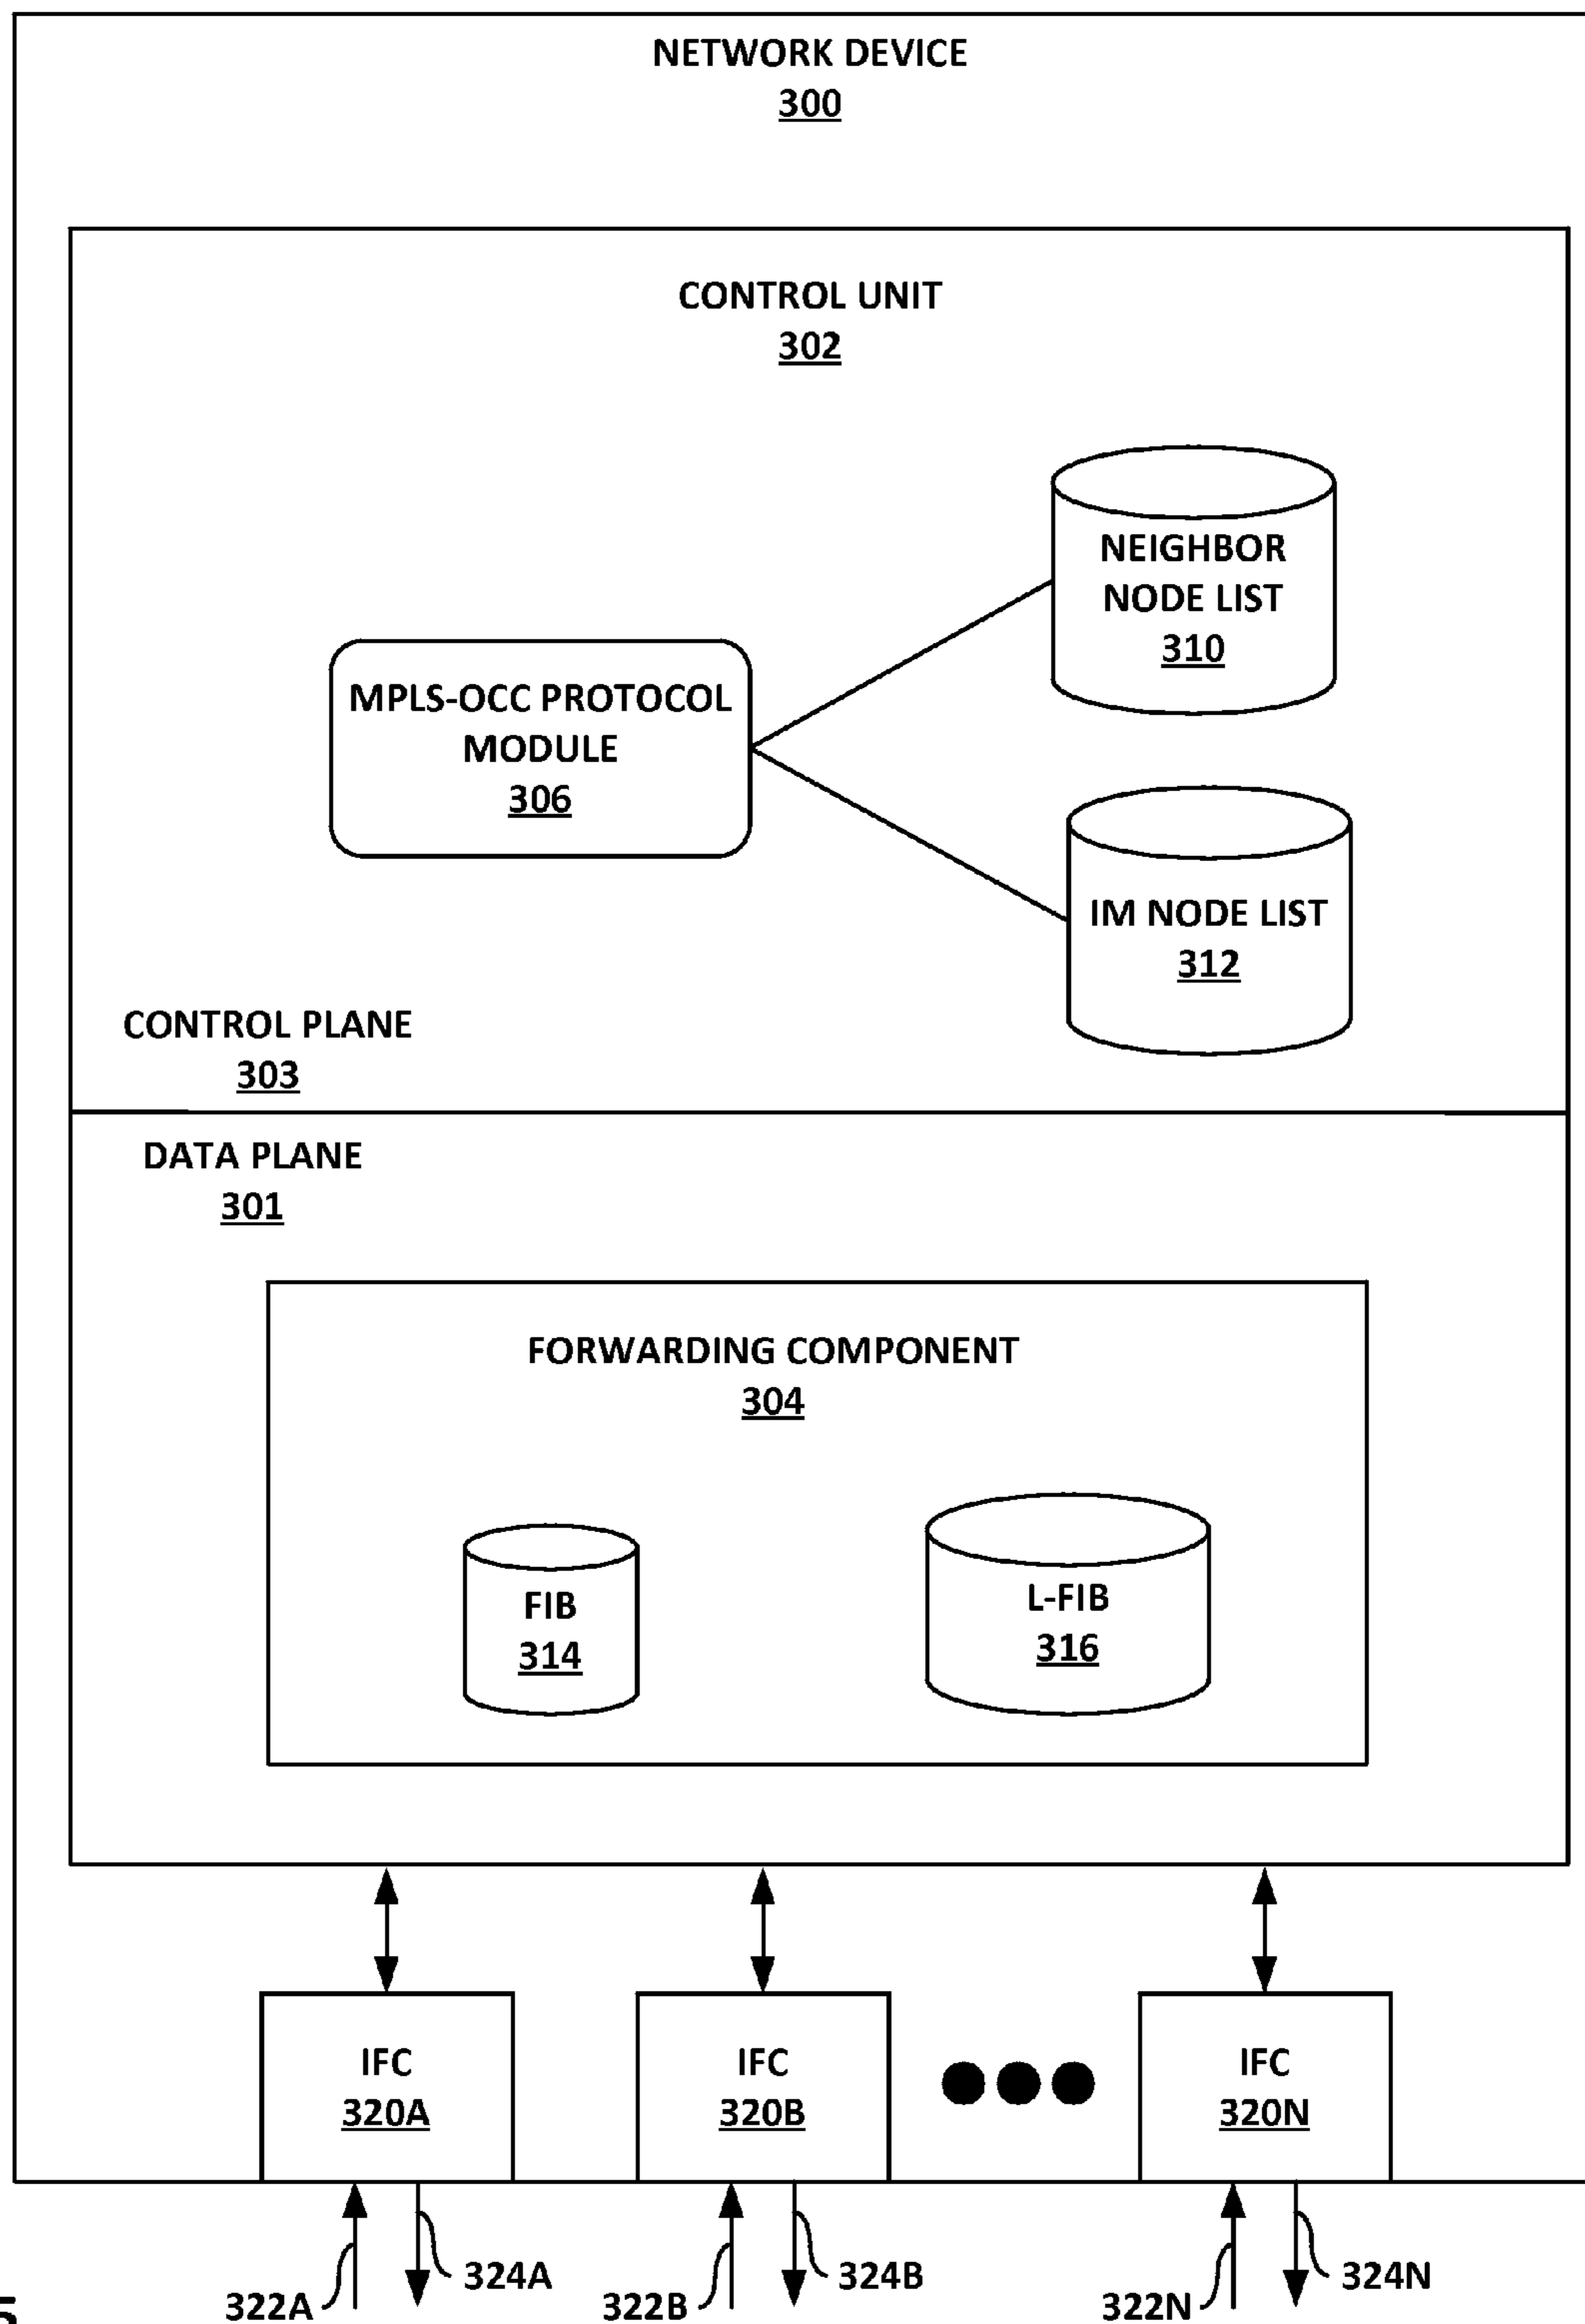 NETWORK DEVICE
300
CONTROL UNIT
302
NEIGHBOR
NODE LIST
310
MPLS-OCC PROTOCOL
MODULE
306
IM NODE LIST
312
CONTROL PLANE
303
DATA PLANE
301
FORWARDING COMPONENT
304
FIB
314
L-FIB
316
IFC
320A
IFC
320B
IFC
320N
322A
324A
322B
324B
322N
324N